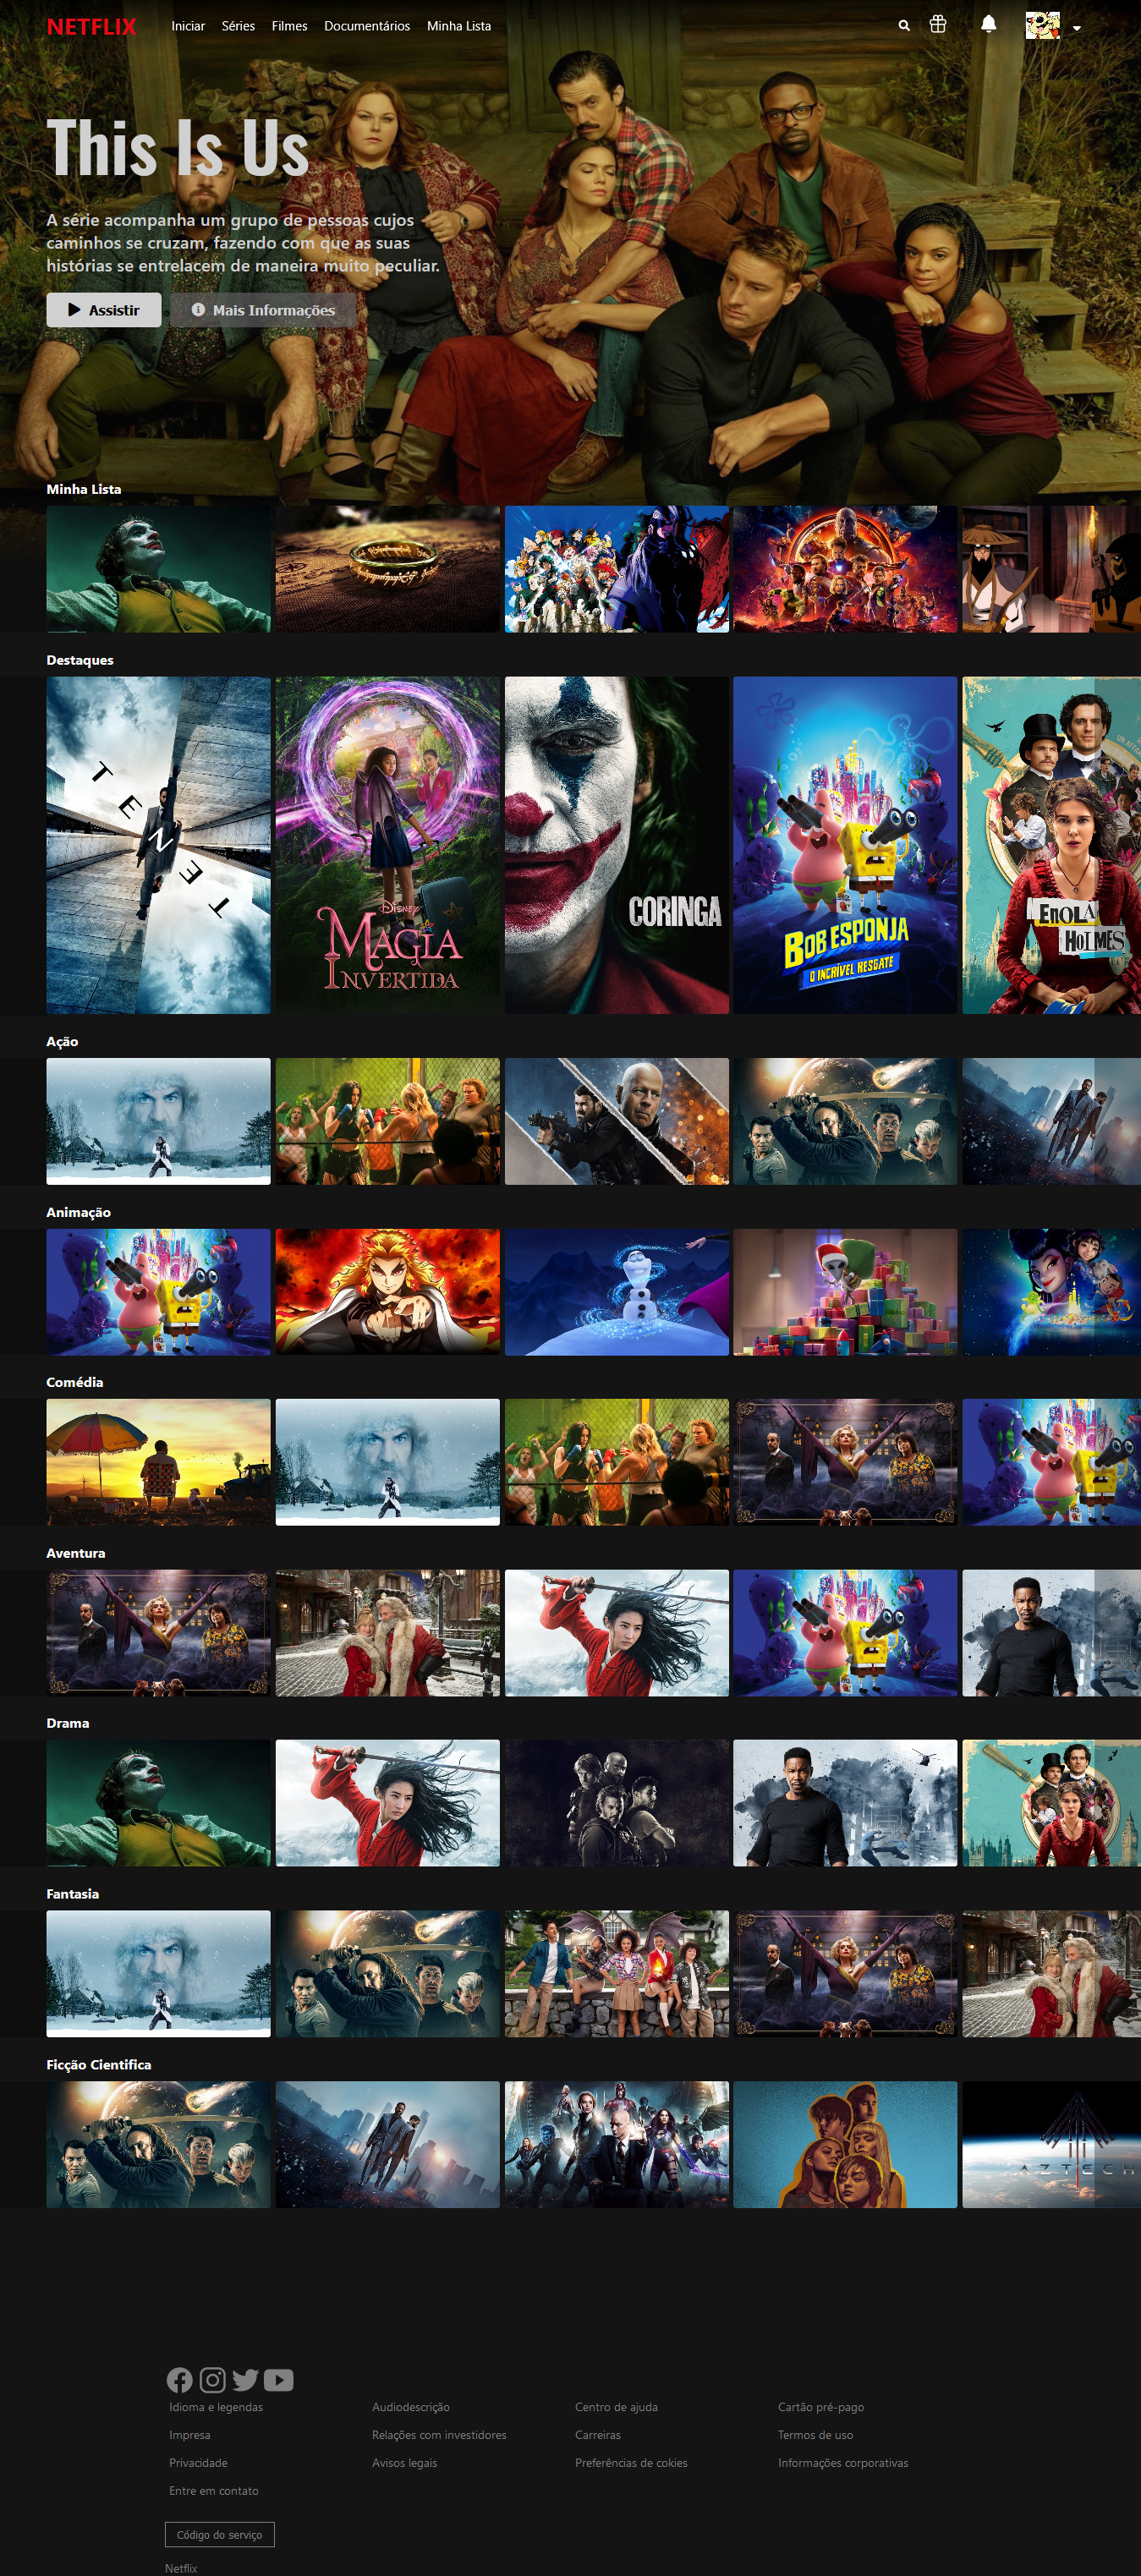 NETFLIX
Iniciar
Séries
Filmes
Documentários
Minha Lista
This Is Us
A série acompanha um grupo de pessoas cujos
caminhos se cruzam, fazendo com que as suas
histórias se entrelacem de maneira muito peculiar.
Assistir
Mais Informações
Minha Lista
Destaques
TENET
DISNEY
MAGIA
INVERTIDA
CORINGA
BOB ESPONJA
O INCRÍVEL RESGATE
ENOLA
HOLMES
Ação
Animação
Comédia
Aventura
Drama
Fantasia
Ficção Cientifica
AZTECH
Idioma e legendas
Audiodescrição
Centro de ajuda
Cartão pré-pago
Impresa
Relações com investidores
Carreiras
Termos de uso
Privacidade
Avisos legais
Preferências de cokies
Informações corporativas
Entre em contato
Código do serviço
Netflix